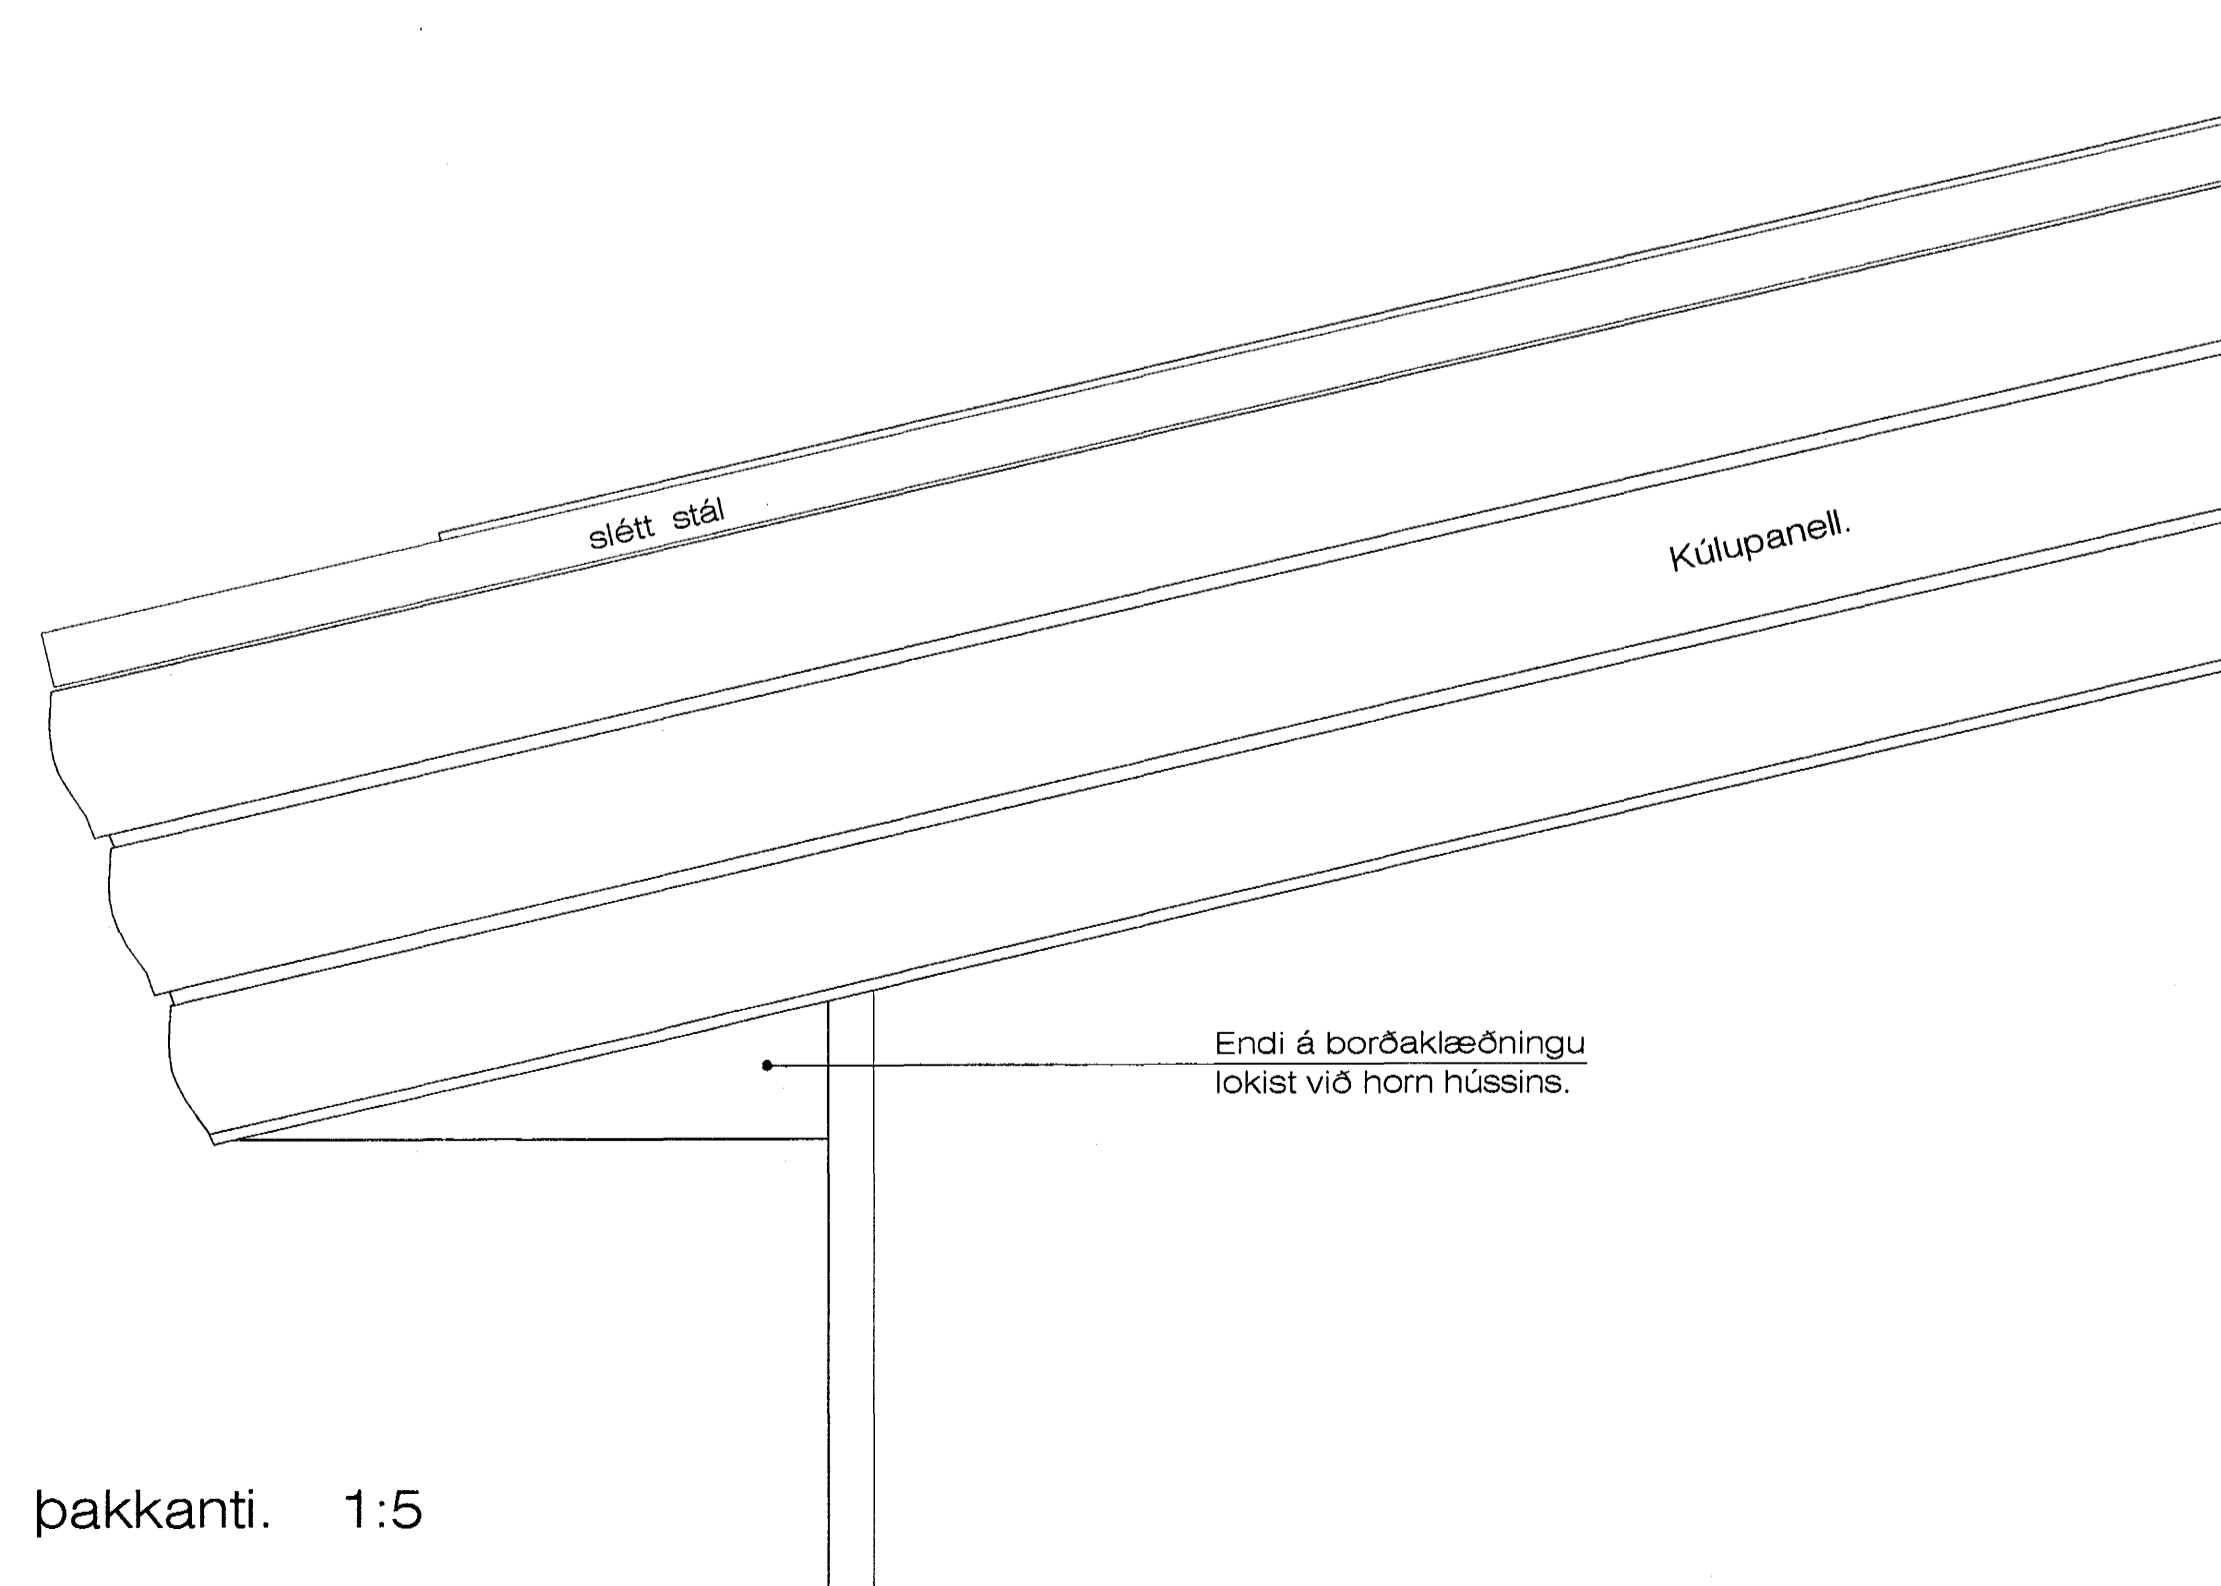 slétt stál
Kúlupanell.
Endi á borðaklæðningu
lokist við horn hússins.
þakkanti. 1:5